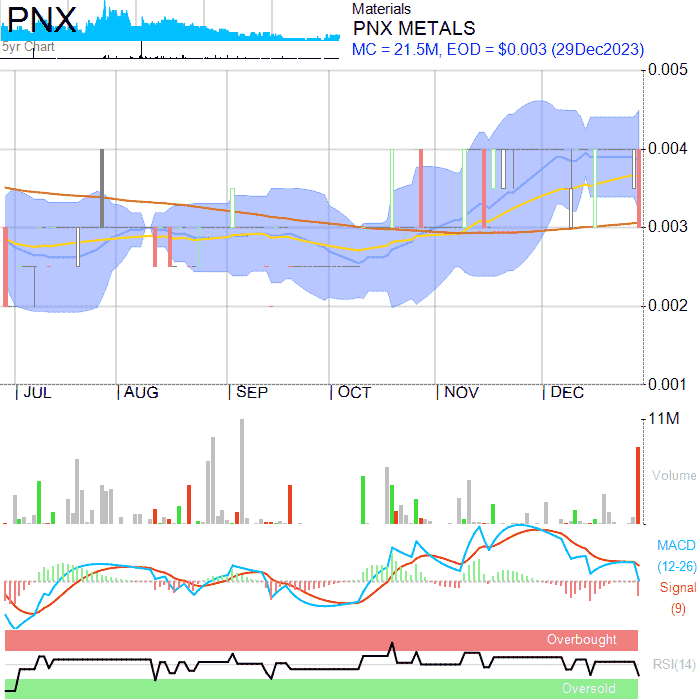 PNX
5yr Chart
Materials
PNX METALS
MC = 21.5M, EOD = $0.003 (29Dec2023)
0.005
0.004
0.003
0.002
0.001
JUL AUG SEP OCT NOV DEC
11M
Volume
MACD
(12-26)
Signal
(9)
Overbought
RSI(14)
Oversold